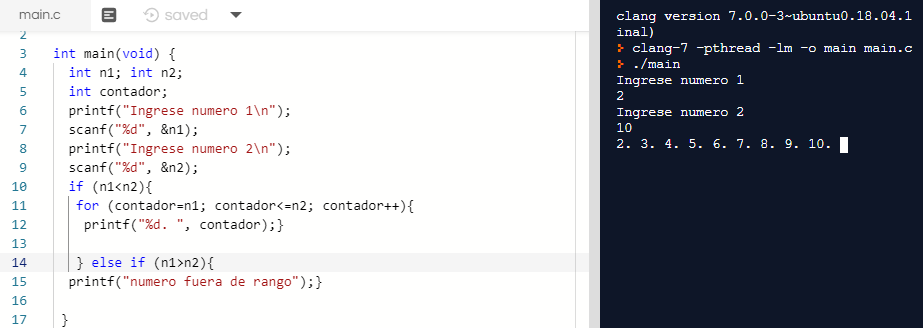 main.c saved
2
3 int main(void) {
4 int n1; int n2;
5 int contador;
6 printf("Ingrese numero 1\n");
7 scanf("%d", &n1);
8 printf("Ingrese numero 2\n");
9 scanf("%d", &n2);
10 if (n1<n2){
11 for (contador=n1; contador<=n2; contador++){
12 printf("%d. ", contador);}
13
14 } else if (n1>n2){
15 printf("numero fuera de rango");}
16
17 }
clang version 7.0.0-3~ubuntu0.18.04.1
inal)
clang-7 -pthread -lm -o main main.c
./main
Ingrese numero 1
2
Ingrese numero 2
10
2. 3. 4. 5. 6. 7. 8. 9. 10.